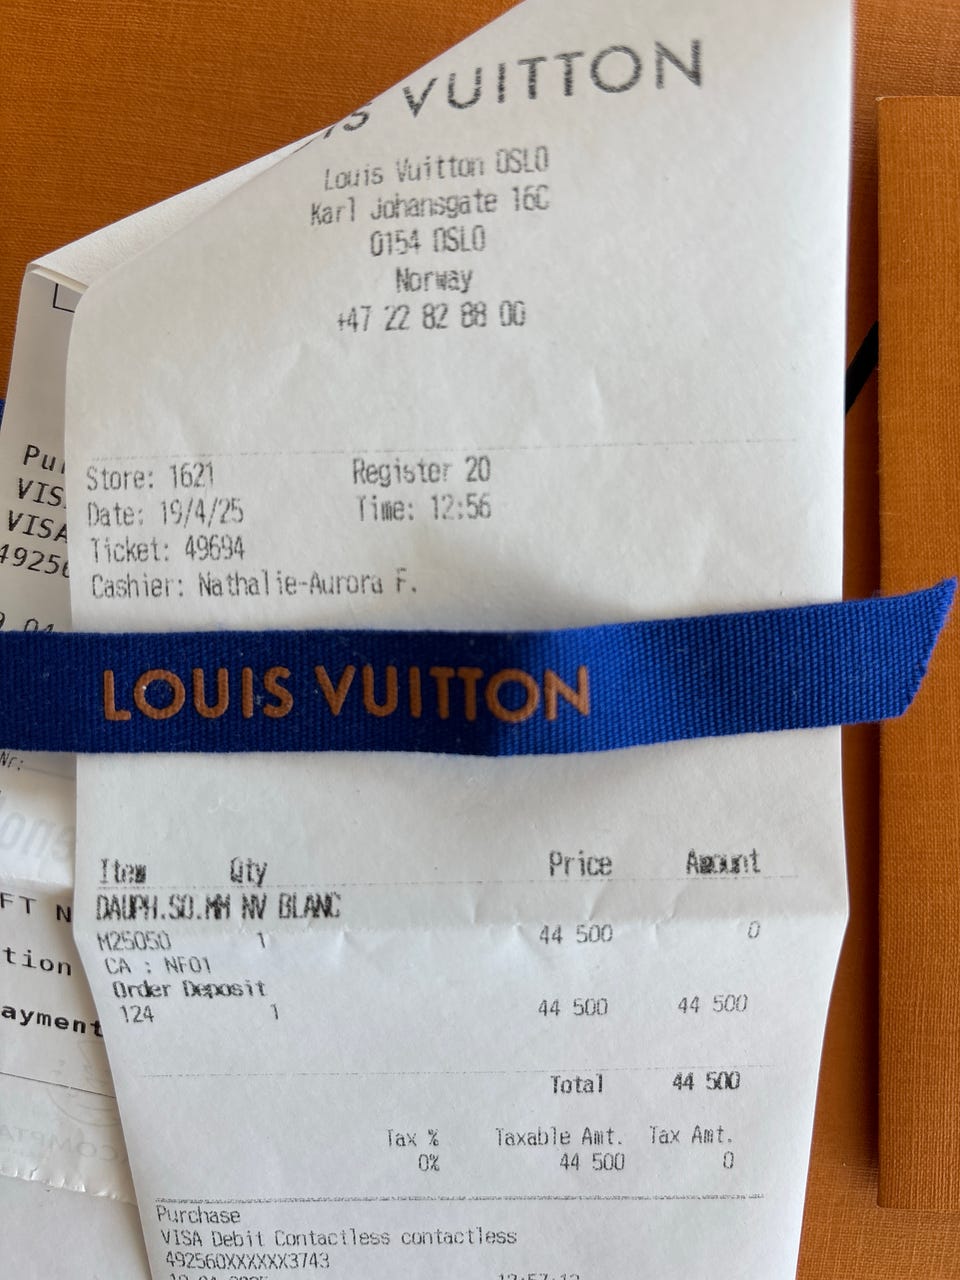 IS VUITTON
Louis Vuitton OSLO
Karl Johansgate 16C
0154 OSLO
Norway
+47 22 82 88 00
Store: 1621 Register 20
Date: 19/4/25 Time: 12:56
Ticket: 49694
Cashier: Nathalie-Aurora F.
LOUIS VUITTON
Item Qty Price Amount
DAUPH.SO.MM NV BLANC
M25050 1 44 500 0
CA : NF01
Order Deposit
124 1 44 500 44 500
Total 44 500
Tax % Taxable Amt. Tax Amt.
0% 44 500 0
Purchase
VISA Debit Contactless contactless
492560XXXXXX3743
Pu
VIS
VISA
4925
Nr:
FT N
tion
ayment